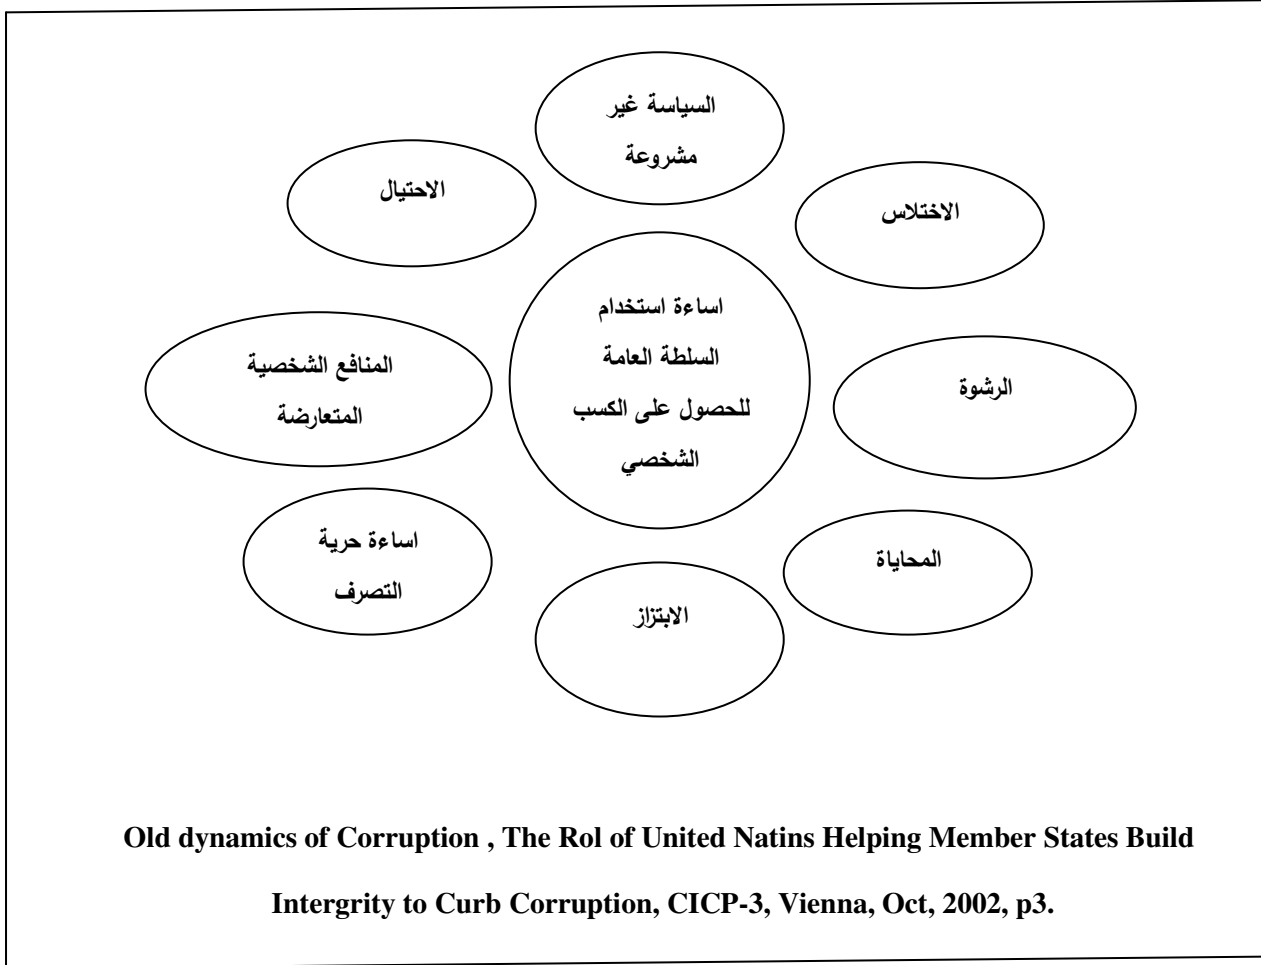 السياسة غير
مشروعة
الاحتيال
الاختلاس
اساءة استخدام
السلطة العامة
للحصول على الكسب
الشخصي
المنافع الشخصية
المتعارضة
الرشوة
اساءة حرية
التصرف
المحاياة
الابتزاز
Old dynamics of Corruption , The Rol of United Natins Helping Member States Build
Intergrity to Curb Corruption, CICP-3, Vienna, Oct, 2002, p3.